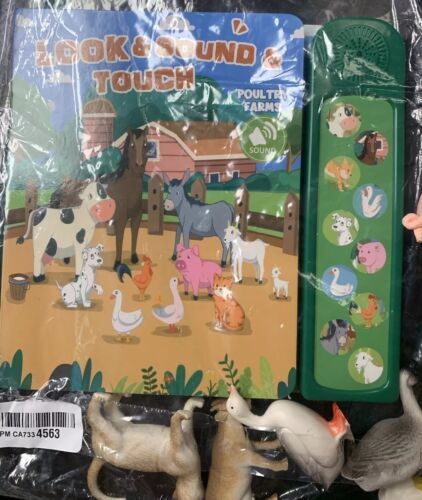 LOOK & SOUND &
TOUCH
POULTRY
FARMS
SOUND
PM CA733 4563